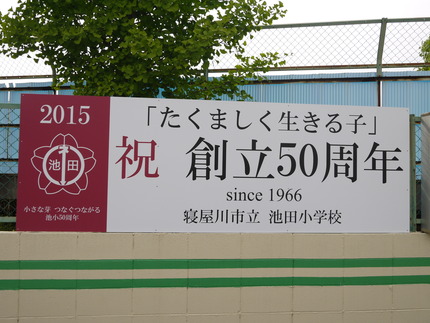 2015
池田
小さな芽 つなぐつながる
池小50周年
「たくましく生きる子」
祝 創立50周年
since 1966
寝屋川市立 池田小学校